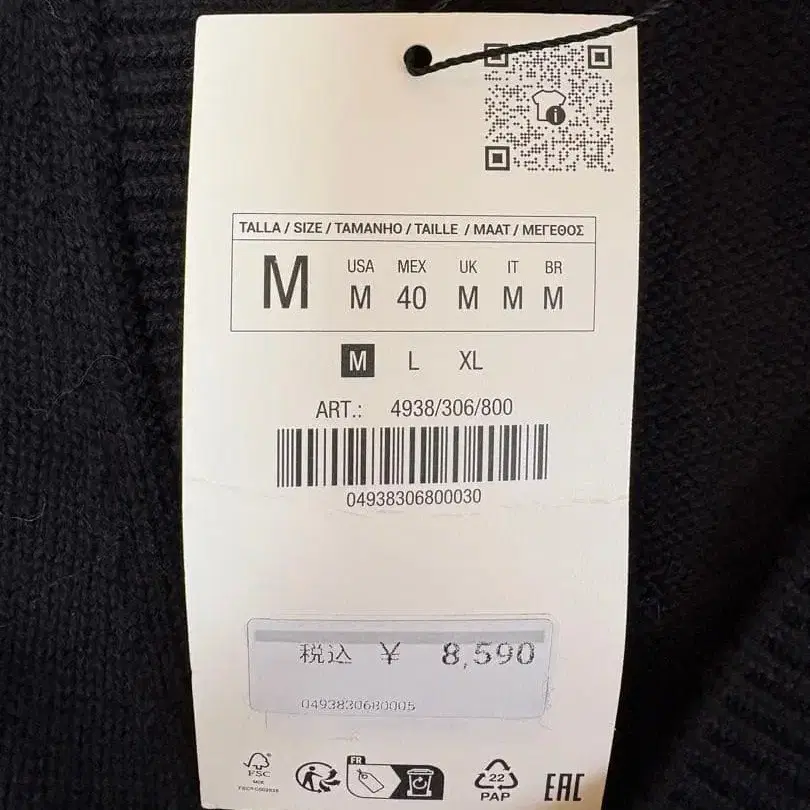 TALLA / SIZE / TAMANHO / TAILLE / MAAT / ΜΕΓΕΘΟΣ
M
USA MEX UK IT BR
M 40 M M M
M L XL
ART.: 4938/306/800
04938306800030
税込 ¥ 8,590
0493830680005
FSC
MIX
FR
22
PAP
EAC